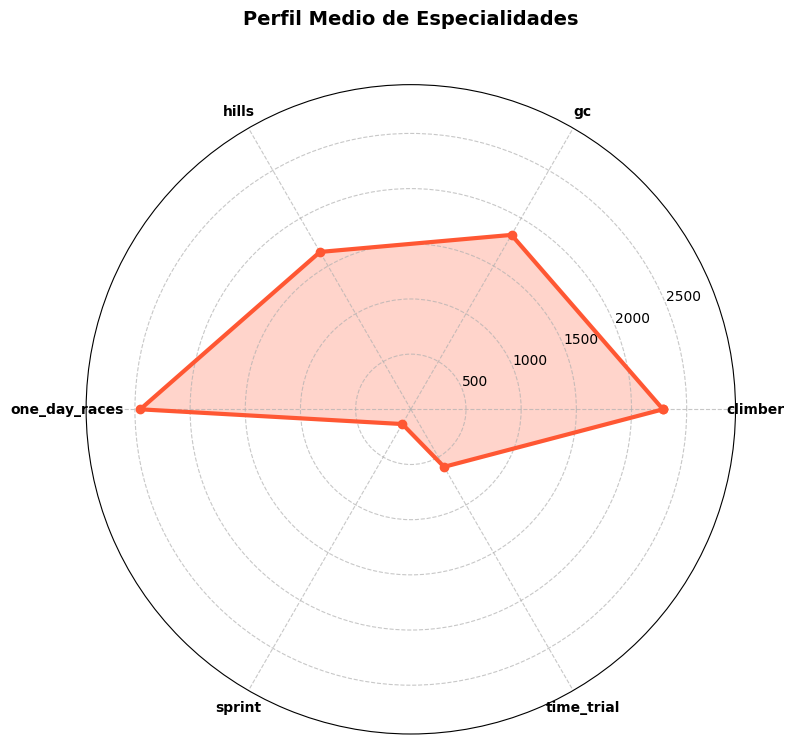 Perfil Medio de Especialidades
hills
gc
2500
2000
1500
1000
500
one_day_races
climber
sprint
time_trial